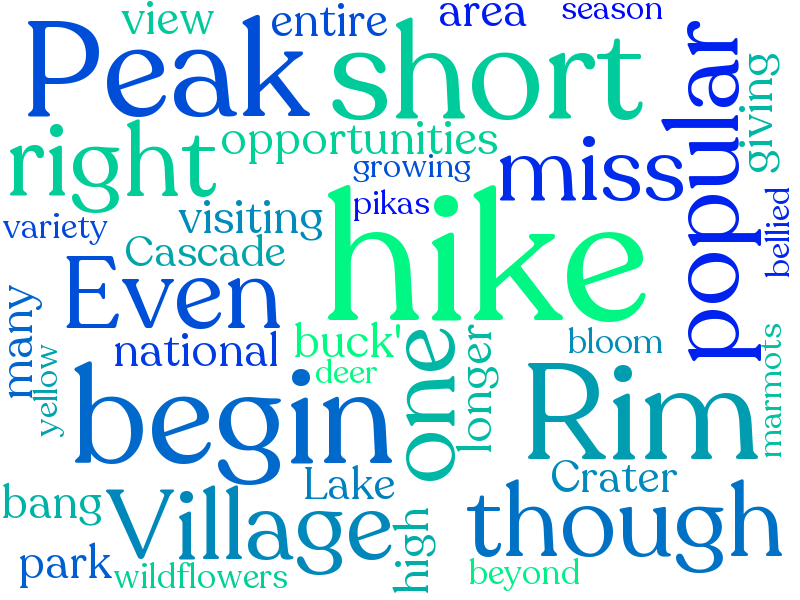 view
entire
area
season
Peak
short
popular
giving
right
opportunities
growing
miss
pikas
variety
visiting
hike
bellied
Cascade
Even
many
national
buck'
deer
one
longer
bloom
marmots
yellow
begin
Rim
Lake
Crater
bang
Village
high
though
park
wildflowers
beyond